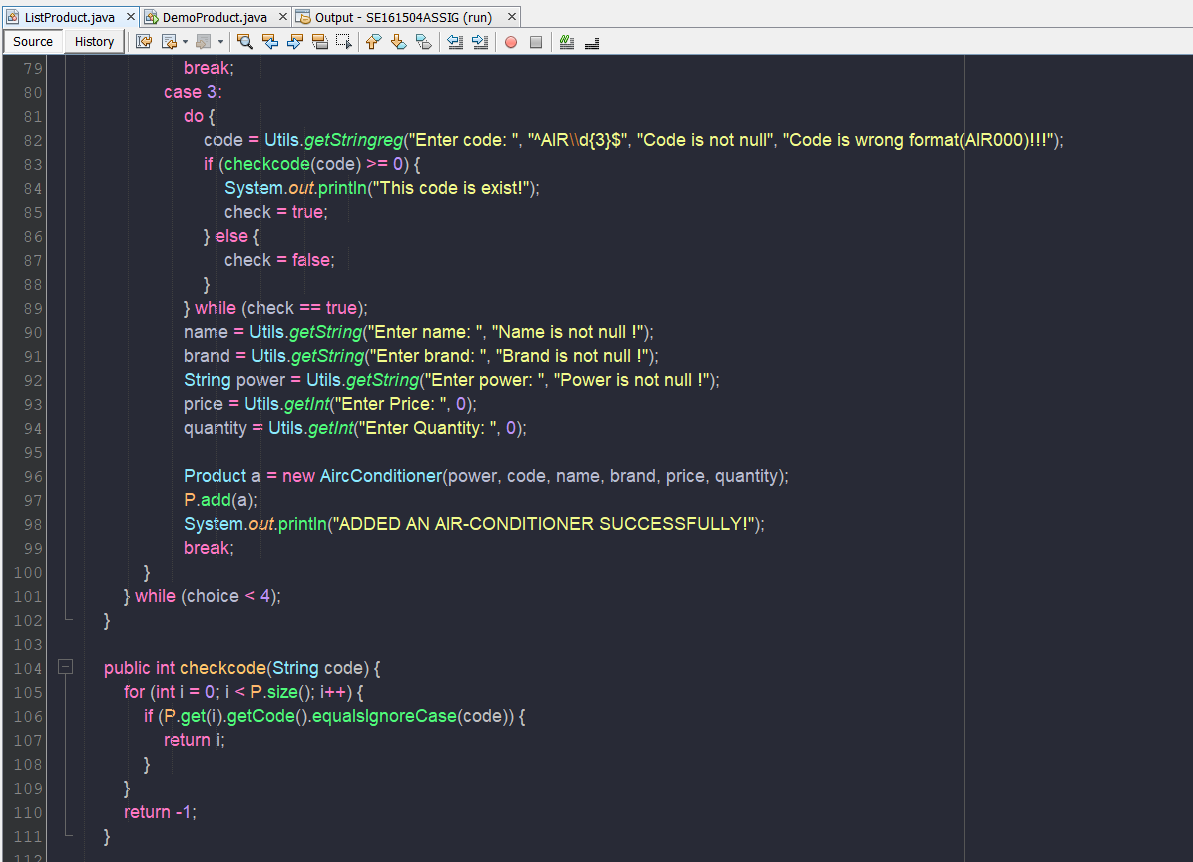 ListProduct.java × DemoProduct.java × Output - SE161504ASSIG (run) ×
Source History
79 break;
80 case 3:
81 do {
82 code = Utils.getStringreg("Enter code: ", "^AIR\\d{3}$", "Code is not null", "Code is wrong format(AIR000)!!!");
83 if (checkcode(code) >= 0) {
84 System.out.println("This code is exist!");
85 check = true;
86 } else {
87 check = false;
88 }
89 } while (check == true);
90 name = Utils.getString("Enter name: ", "Name is not null !");
91 brand = Utils.getString("Enter brand: ", "Brand is not null !");
92 String power = Utils.getString("Enter power: ", "Power is not null !");
93 price = Utils.getInt("Enter Price: ", 0);
94 quantity = Utils.getInt("Enter Quantity: ", 0);
95
96 Product a = new AircConditioner(power, code, name, brand, price, quantity);
97 P.add(a);
98 System.out.println("ADDED AN AIR-CONDITIONER SUCCESSFULLY!");
99 break;
100 }
101 } while (choice < 4);
102 }
103
104 public int checkcode(String code) {
105 for (int i = 0; i < P.size(); i++) {
106 if (P.get(i).getCode().equalsIgnoreCase(code)) {
107 return i;
108 }
109 }
110 return -1;
111 }
112